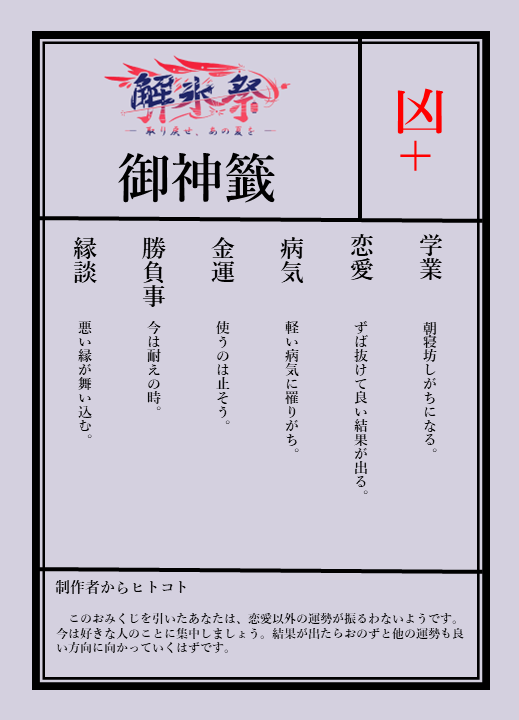 解氷祭
取り戻せ、あの夏を
御神籤
凶
+
学業
朝寝坊しがちになる。
恋愛
ずば抜けて良い結果が出る。
病気
軽い病気に罹りがち。
金運
使うのは止そう。
勝負事
今は耐えの時。
縁談
悪い縁が舞い込む。
制作者からヒトコト
このおみくじを引いたあなたは、恋愛以外の運勢が振るわないようです。
今は好きな人のことに集中しましょう。結果が出たらおのずと他の運勢も良
い方向に向かっていくはずです。